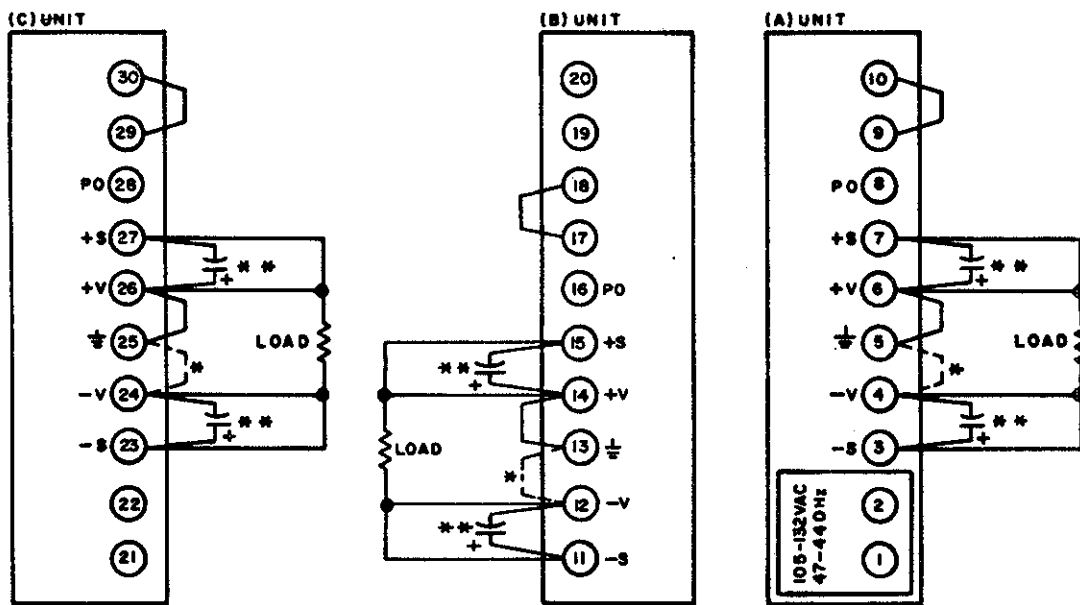 (C) UNIT
30
29
PO 28
+S 27
**
+
+V 26
⏚ 25
LOAD
*
-V 24
**
+
-S 23
22
21
(B) UNIT
20
19
18
17
16 PO
15 +S
**
+
14 +V
LOAD
13 ⏚
*
12 -V
**
+
11 -S
(A) UNIT
10
9
PO 8
+S 7
**
+
+V 6
⏚ 5
LOAD
*
-V 4
**
+
-S 3
2
1
105-132VAC
47-440Hz